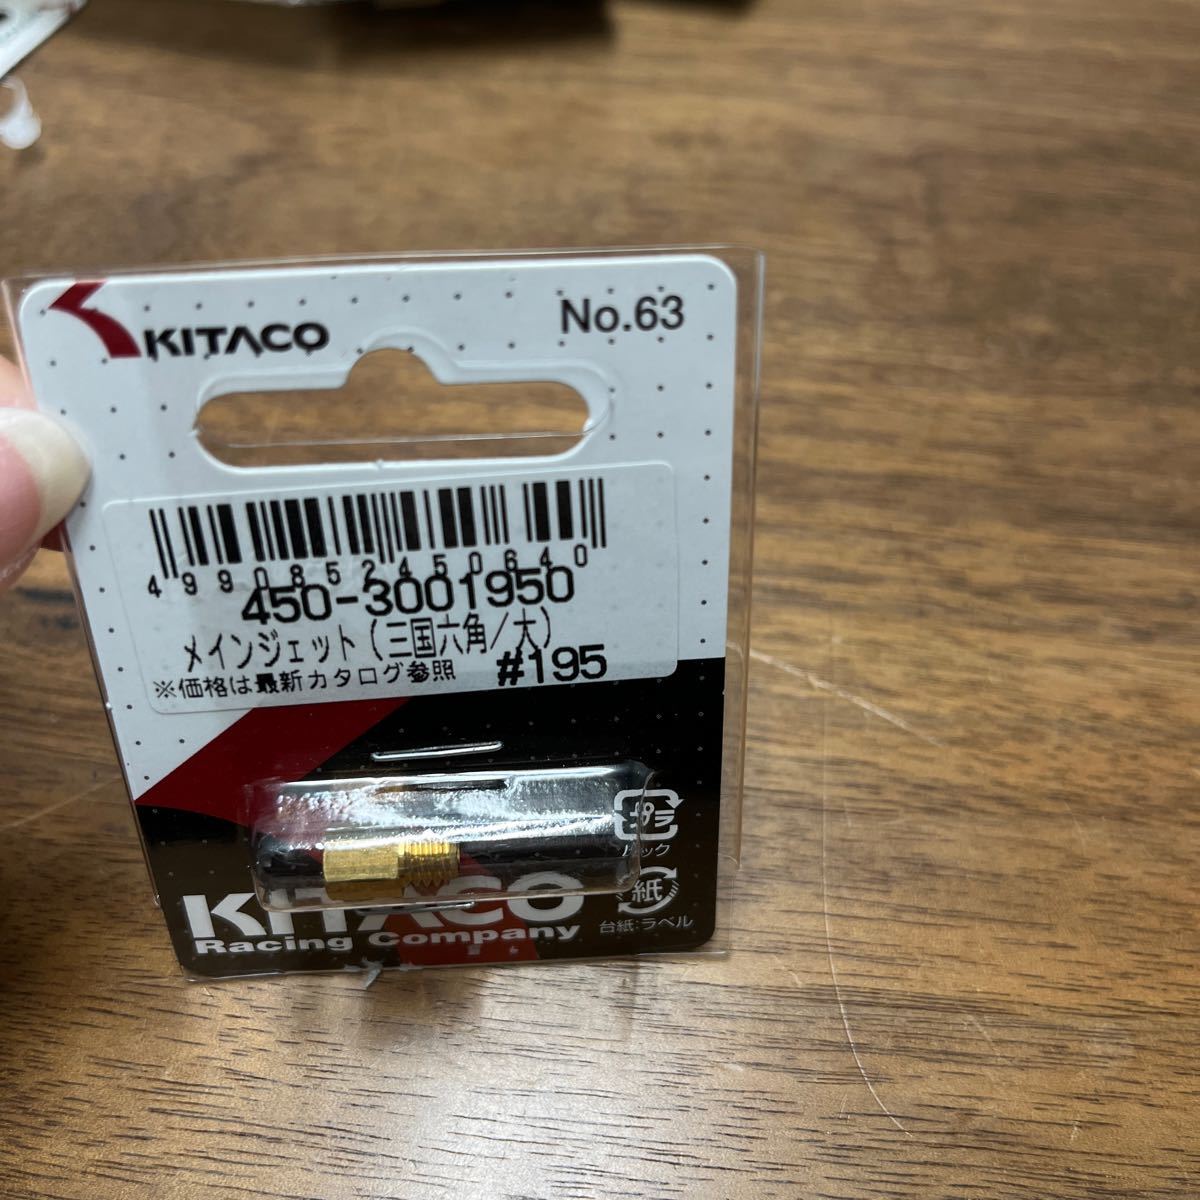 KITACO
No.63
4990852450640
450-3001950
メインジェット(三国六角/大)
※価格は最新カタログ参照 #195
プラ
パック
紙
台紙:ラベル
KITACO
Racing Company